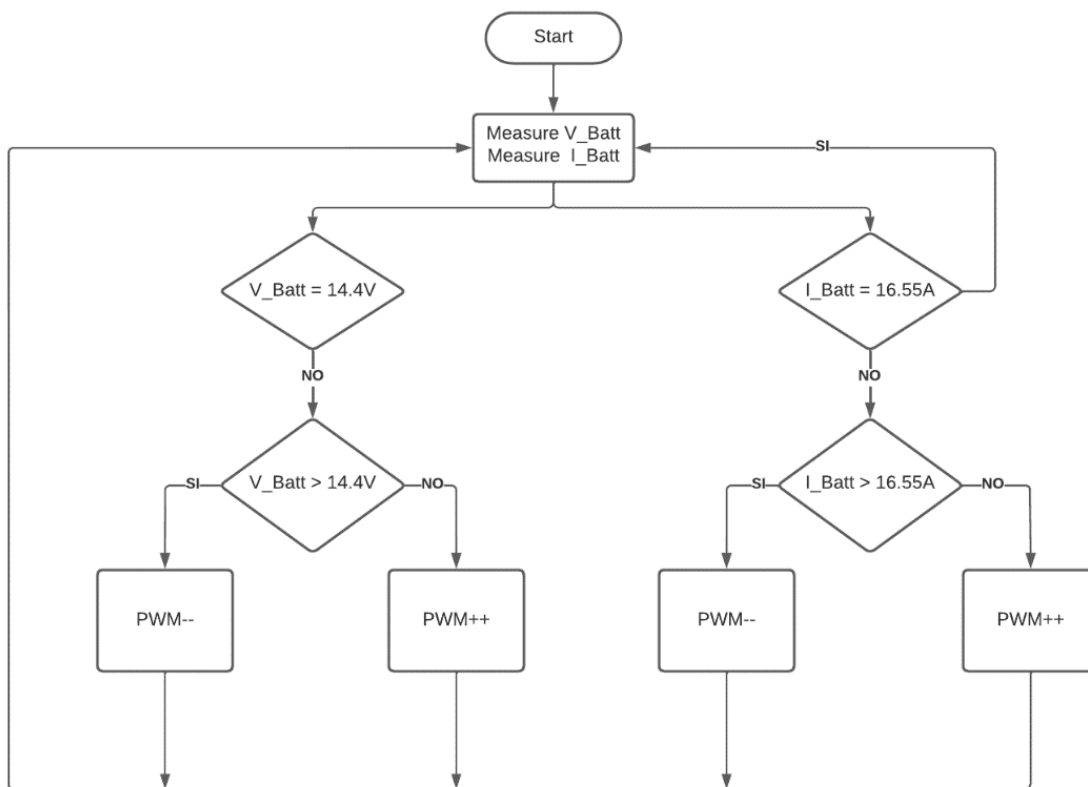 Start
Measure V_Batt
Measure I_Batt
SI
V_Batt = 14.4V
I_Batt = 16.55A
NO
NO
V_Batt > 14.4V
I_Batt > 16.55A
SI
NO
SI
NO
PWM--
PWM++
PWM--
PWM++